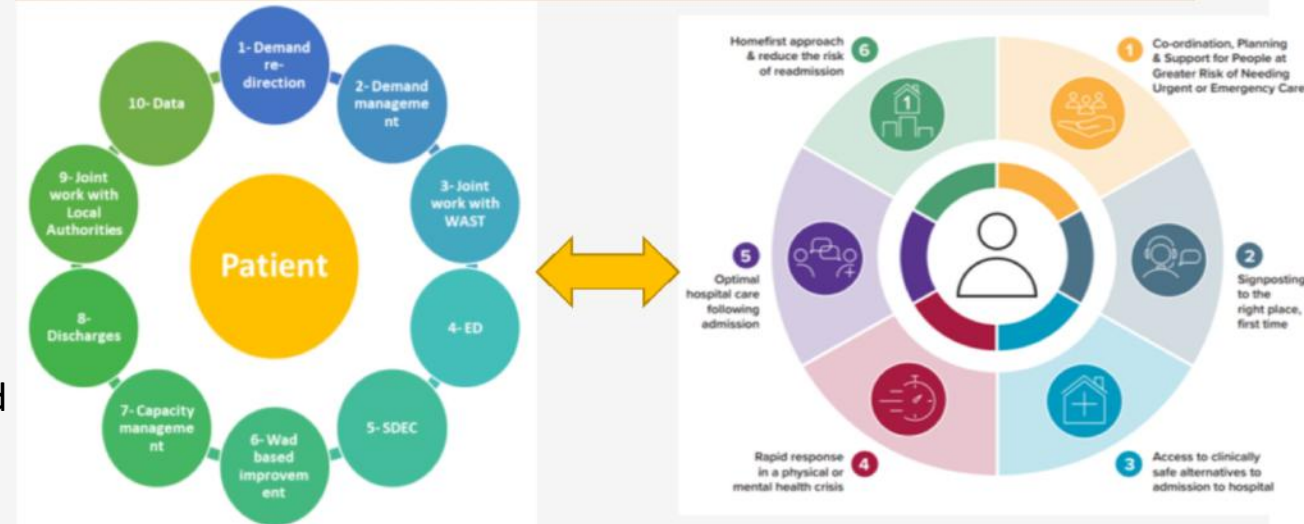 1- Demand
re-
direction
2- Demand
manageme
nt
3- Joint
work with
WAST
4- ED
5- SDEC
6- Wad
based
improvem
ent
7- Capacity
manageme
nt
8-
Discharges
9- Joint
work with
Local
Authorities
10- Data
Patient
d
1
Co-ordination, Planning
& Support for People at
Greater Risk of Needing
Urgent or Emergency Care
2
Signposting
to the
right place,
first time
3
Access to clinically
safe alternatives to
admission to hospital
4
Rapid response
in a physical or
mental health crisis
5
Optimal
hospital care
following
admission
6
Homefirst approach
& reduce the risk
of readmission
1